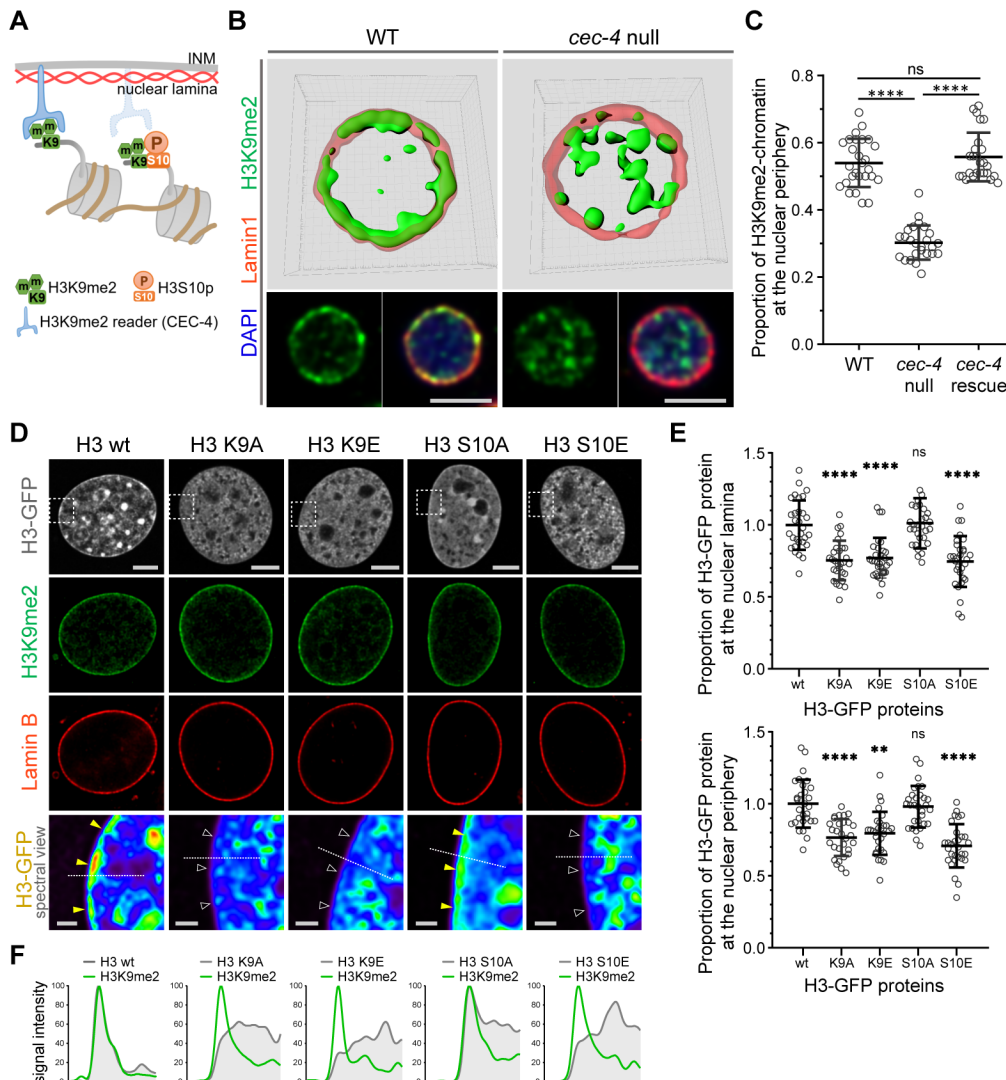 A
INM
nuclear lamina
m m
K9
m m
K9
P
S10
m m
K9
H3K9me2
P
S10
H3S10p
H3K9me2 reader (CEC-4)
B
WT
cec-4 null
H3K9me2
Lamin1
DAPI
C
Proportion of H3K9me2-chromatin
at the nuclear periphery
0.8
0.6
0.4
0.2
0.0
ns
**** ****
WT
cec-4
null
cec-4
rescue
D
H3 wt
H3 K9A
H3 K9E
H3 S10A
H3 S10E
H3-GFP
H3K9me2
Lamin B
H3-GFP
spectral view
E
Proportion of H3-GFP protein
at the nuclear lamina
1.5
1.0
0.5
0
**** **** ns ****
wt K9A K9E S10A S10E
H3-GFP proteins
Proportion of H3-GFP protein
at the nuclear periphery
1.5
1.0
0.5
0
**** ** ns ****
wt K9A K9E S10A S10E
H3-GFP proteins
F
signal intensity
H3 wt
H3K9me2
100
80
60
40
20
0
H3 K9A
H3K9me2
100
80
60
40
20
0
H3 K9E
H3K9me2
100
80
60
40
20
0
H3 S10A
H3K9me2
100
80
60
40
20
0
H3 S10E
H3K9me2
100
80
60
40
20
0